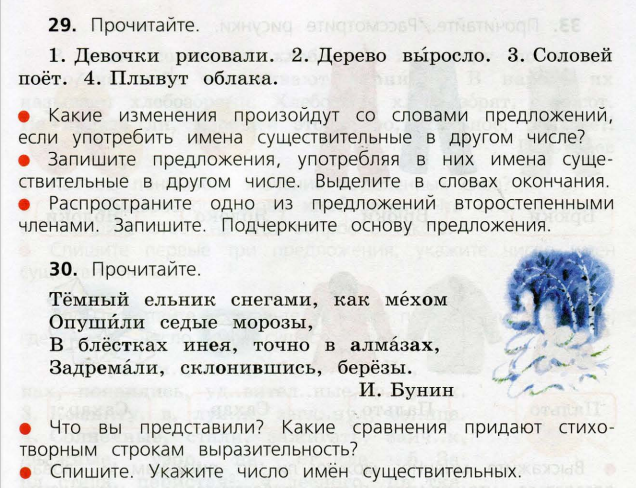 29. Прочитайте.
1. Девочки рисовали. 2. Дерево вы́росло. 3. Соловей
поёт. 4. Плывут облака.
● Какие изменения произойдут со словами предложений,
если употребить имена существительные в другом числе?
● Запишите предложения, употребляя в них имена суще-
ствительные в другом числе. Выделите в словах окончания.
● Распространите одно из предложений второстепенными
членами. Запишите. Подчеркните основу предложения.
30. Прочитайте.
Тёмный ельник снегами, как ме́хом
Опуши́ли седые морозы,
В блёстках инея, точно в алма́зах,
Задрема́ли, склонившись, берёзы.
И. Бунин
● Что вы представили? Какие сравнения придают стихо-
творным строкам выразительность?
● Спишите. Укажите число имён существительных.